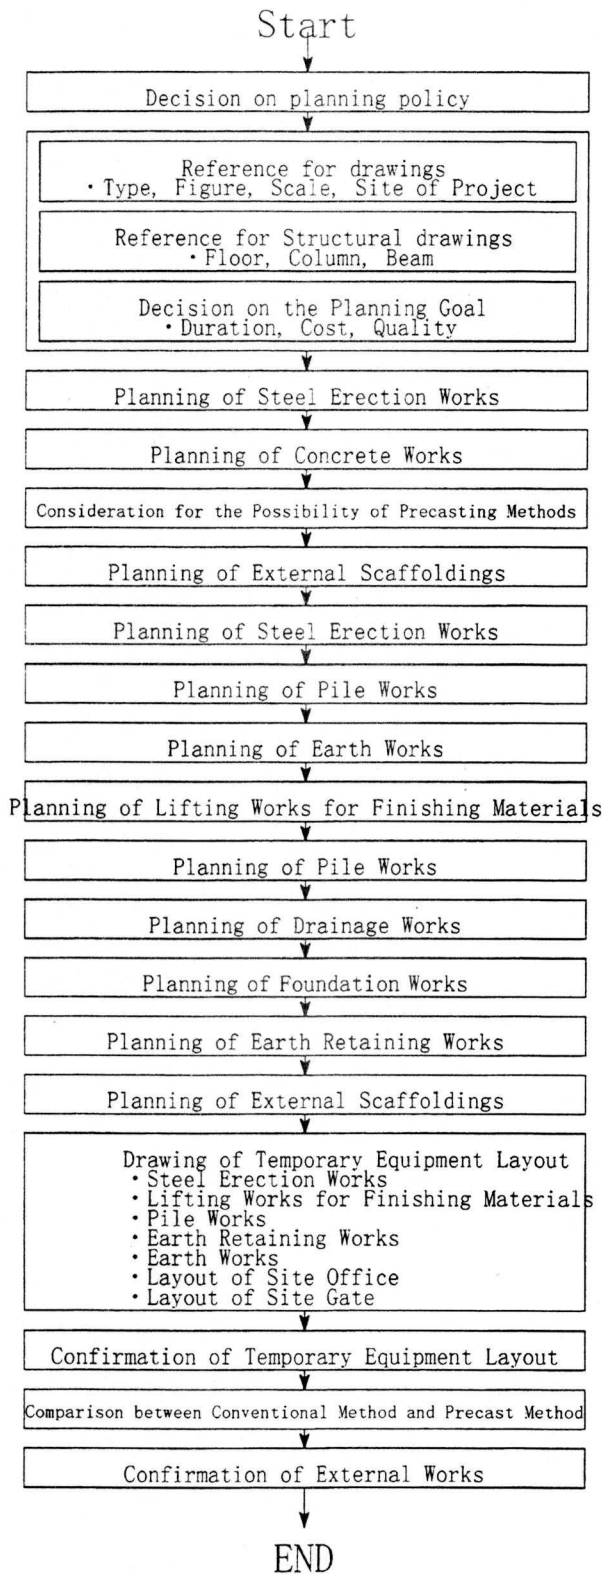 Start
Decision on planning policy
Reference for drawings
・Type, Figure, Scale, Site of Project
Reference for Structural drawings
・Floor, Column, Beam
Decision on the Planning Goal
・Duration, Cost, Quality
Planning of Steel Erection Works
Planning of Concrete Works
Consideration for the Possibility of Precasting Methods
Planning of External Scaffoldings
Planning of Steel Erection Works
Planning of Pile Works
Planning of Earth Works
Planning of Lifting Works for Finishing Materials
Planning of Pile Works
Planning of Drainage Works
Planning of Foundation Works
Planning of Earth Retaining Works
Planning of External Scaffoldings
Drawing of Temporary Equipment Layout
・Steel Erection Works
・Lifting Works for Finishing Materials
・Pile Works
・Earth Retaining Works
・Earth Works
・Layout of Site Office
・Layout of Site Gate
Confirmation of Temporary Equipment Layout
Comparison between Conventional Method and Precast Method
Confirmation of External Works
END